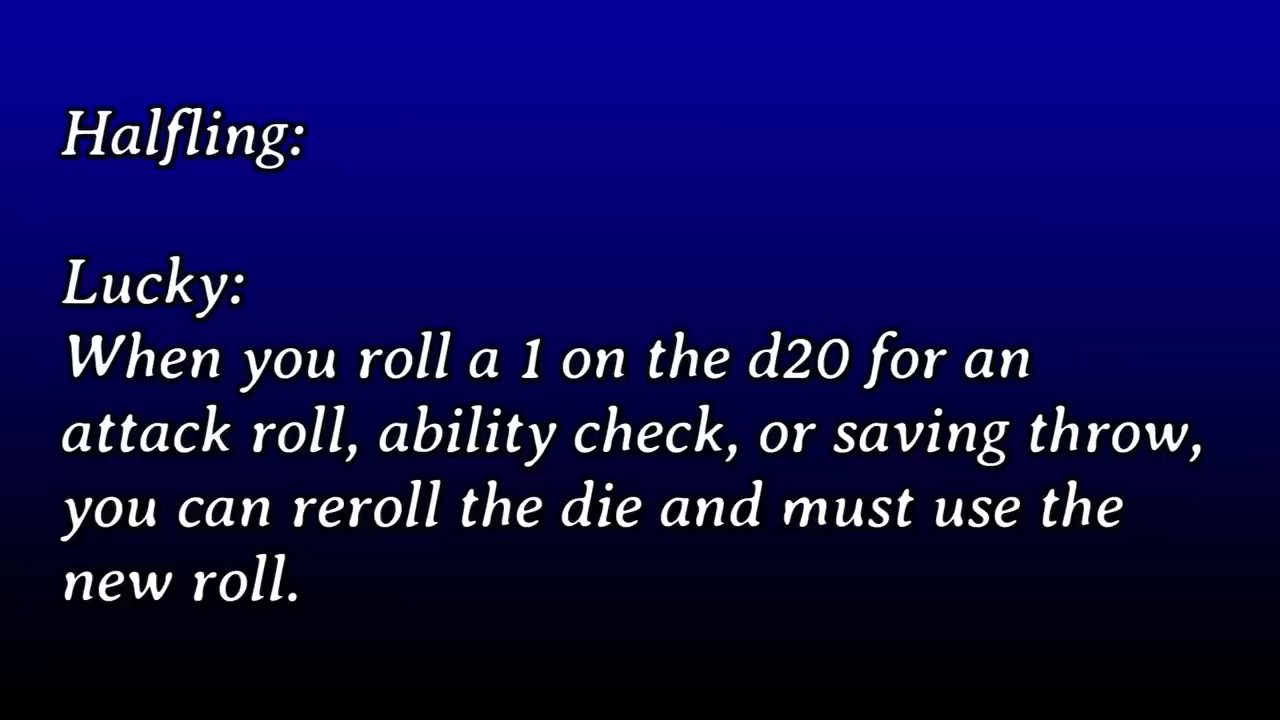 Halfling:
Lucky:
When you roll a 1 on the d20 for an
attack roll, ability check, or saving throw,
you can reroll the die and must use the
new roll.